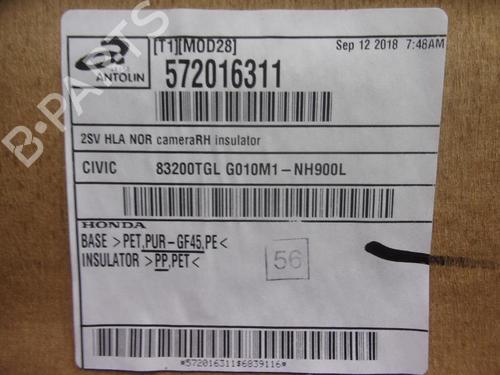 [T1][MOD28]
Sep 12 2018 7:48AM
ANTOLIN
572016311
2SV HLA NOR cameraRH insulator
CIVIC 83200TGL G010M1-NH900L
HONDA
BASE >PET,PUR-GF45,PE<
INSULATOR >PP,PET<
56
*572016311$6839116*
B-PARTS